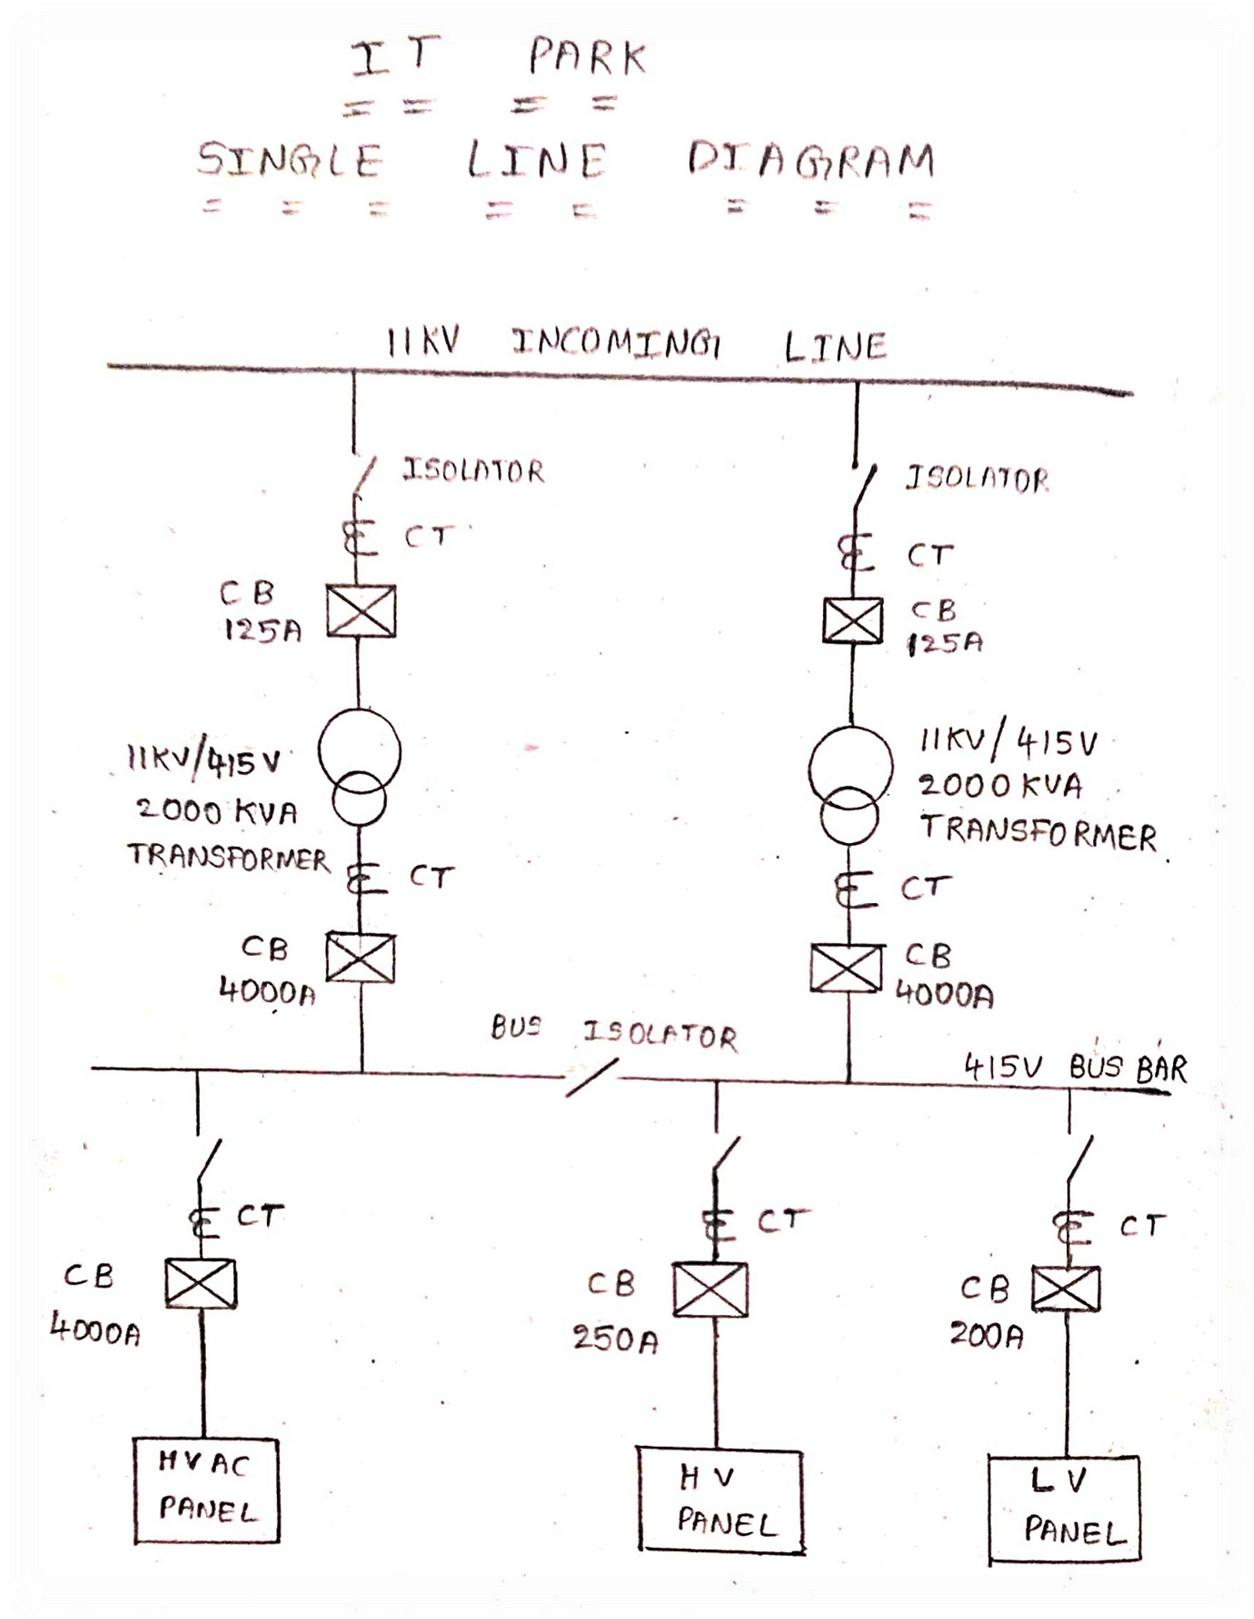 IT PARK
SINGLE LINE DIAGRAM
11KV INCOMING LINE
ISOLATOR
ISOLATOR
CT
CT
CB
125A
CB
125A
11KV/415V
2000 KVA
TRANSFORMER
11KV/415V
2000 KVA
TRANSFORMER
CT
CT
CB
4000A
CB
4000A
BUS ISOLATOR
415V BUS BAR
CT
CT
CT
CB
4000A
CB
250A
CB
200A
HVAC
PANEL
HV
PANEL
LV
PANEL